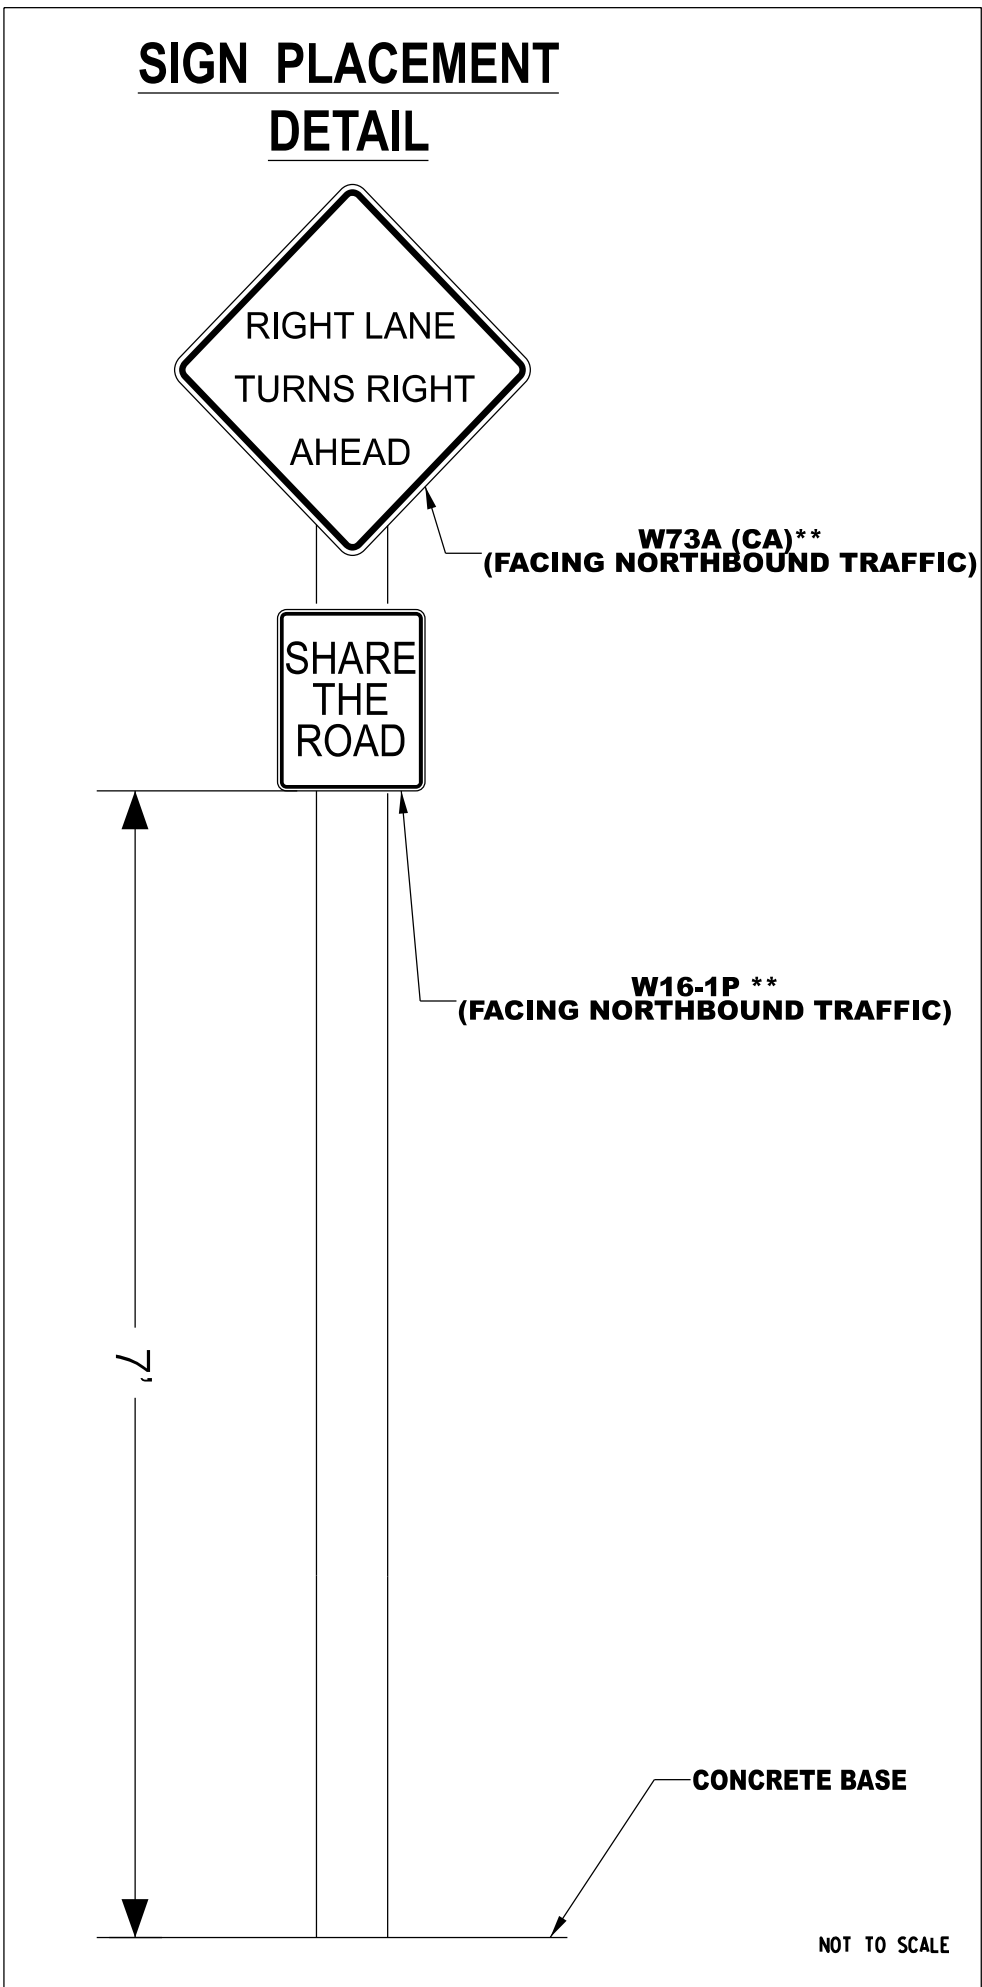 SIGN PLACEMENT
DETAIL
RIGHT LANE
TURNS RIGHT
AHEAD
W73A (CA)**
(FACING NORTHBOUND TRAFFIC)
SHARE
THE
ROAD
W16-1P **
(FACING NORTHBOUND TRAFFIC)
7'
CONCRETE BASE
NOT TO SCALE